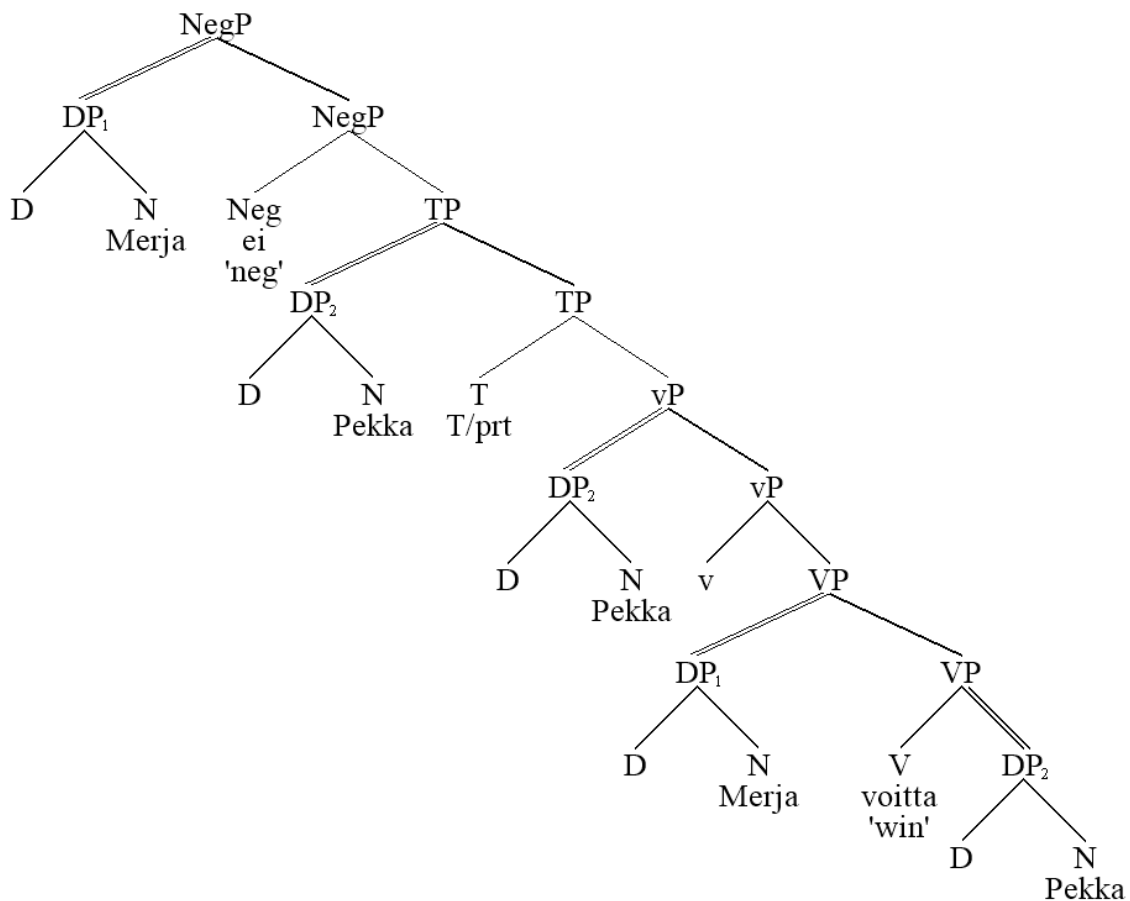 NegP
DP₁ NegP
D N Neg TP
Merja ei
'neg'
DP₂ TP
D N T vP
Pekka T/prt
DP₂ vP
D N v VP
Pekka
DP₁ VP
D N V DP₂
Merja voitta
'win'
D N
Pekka